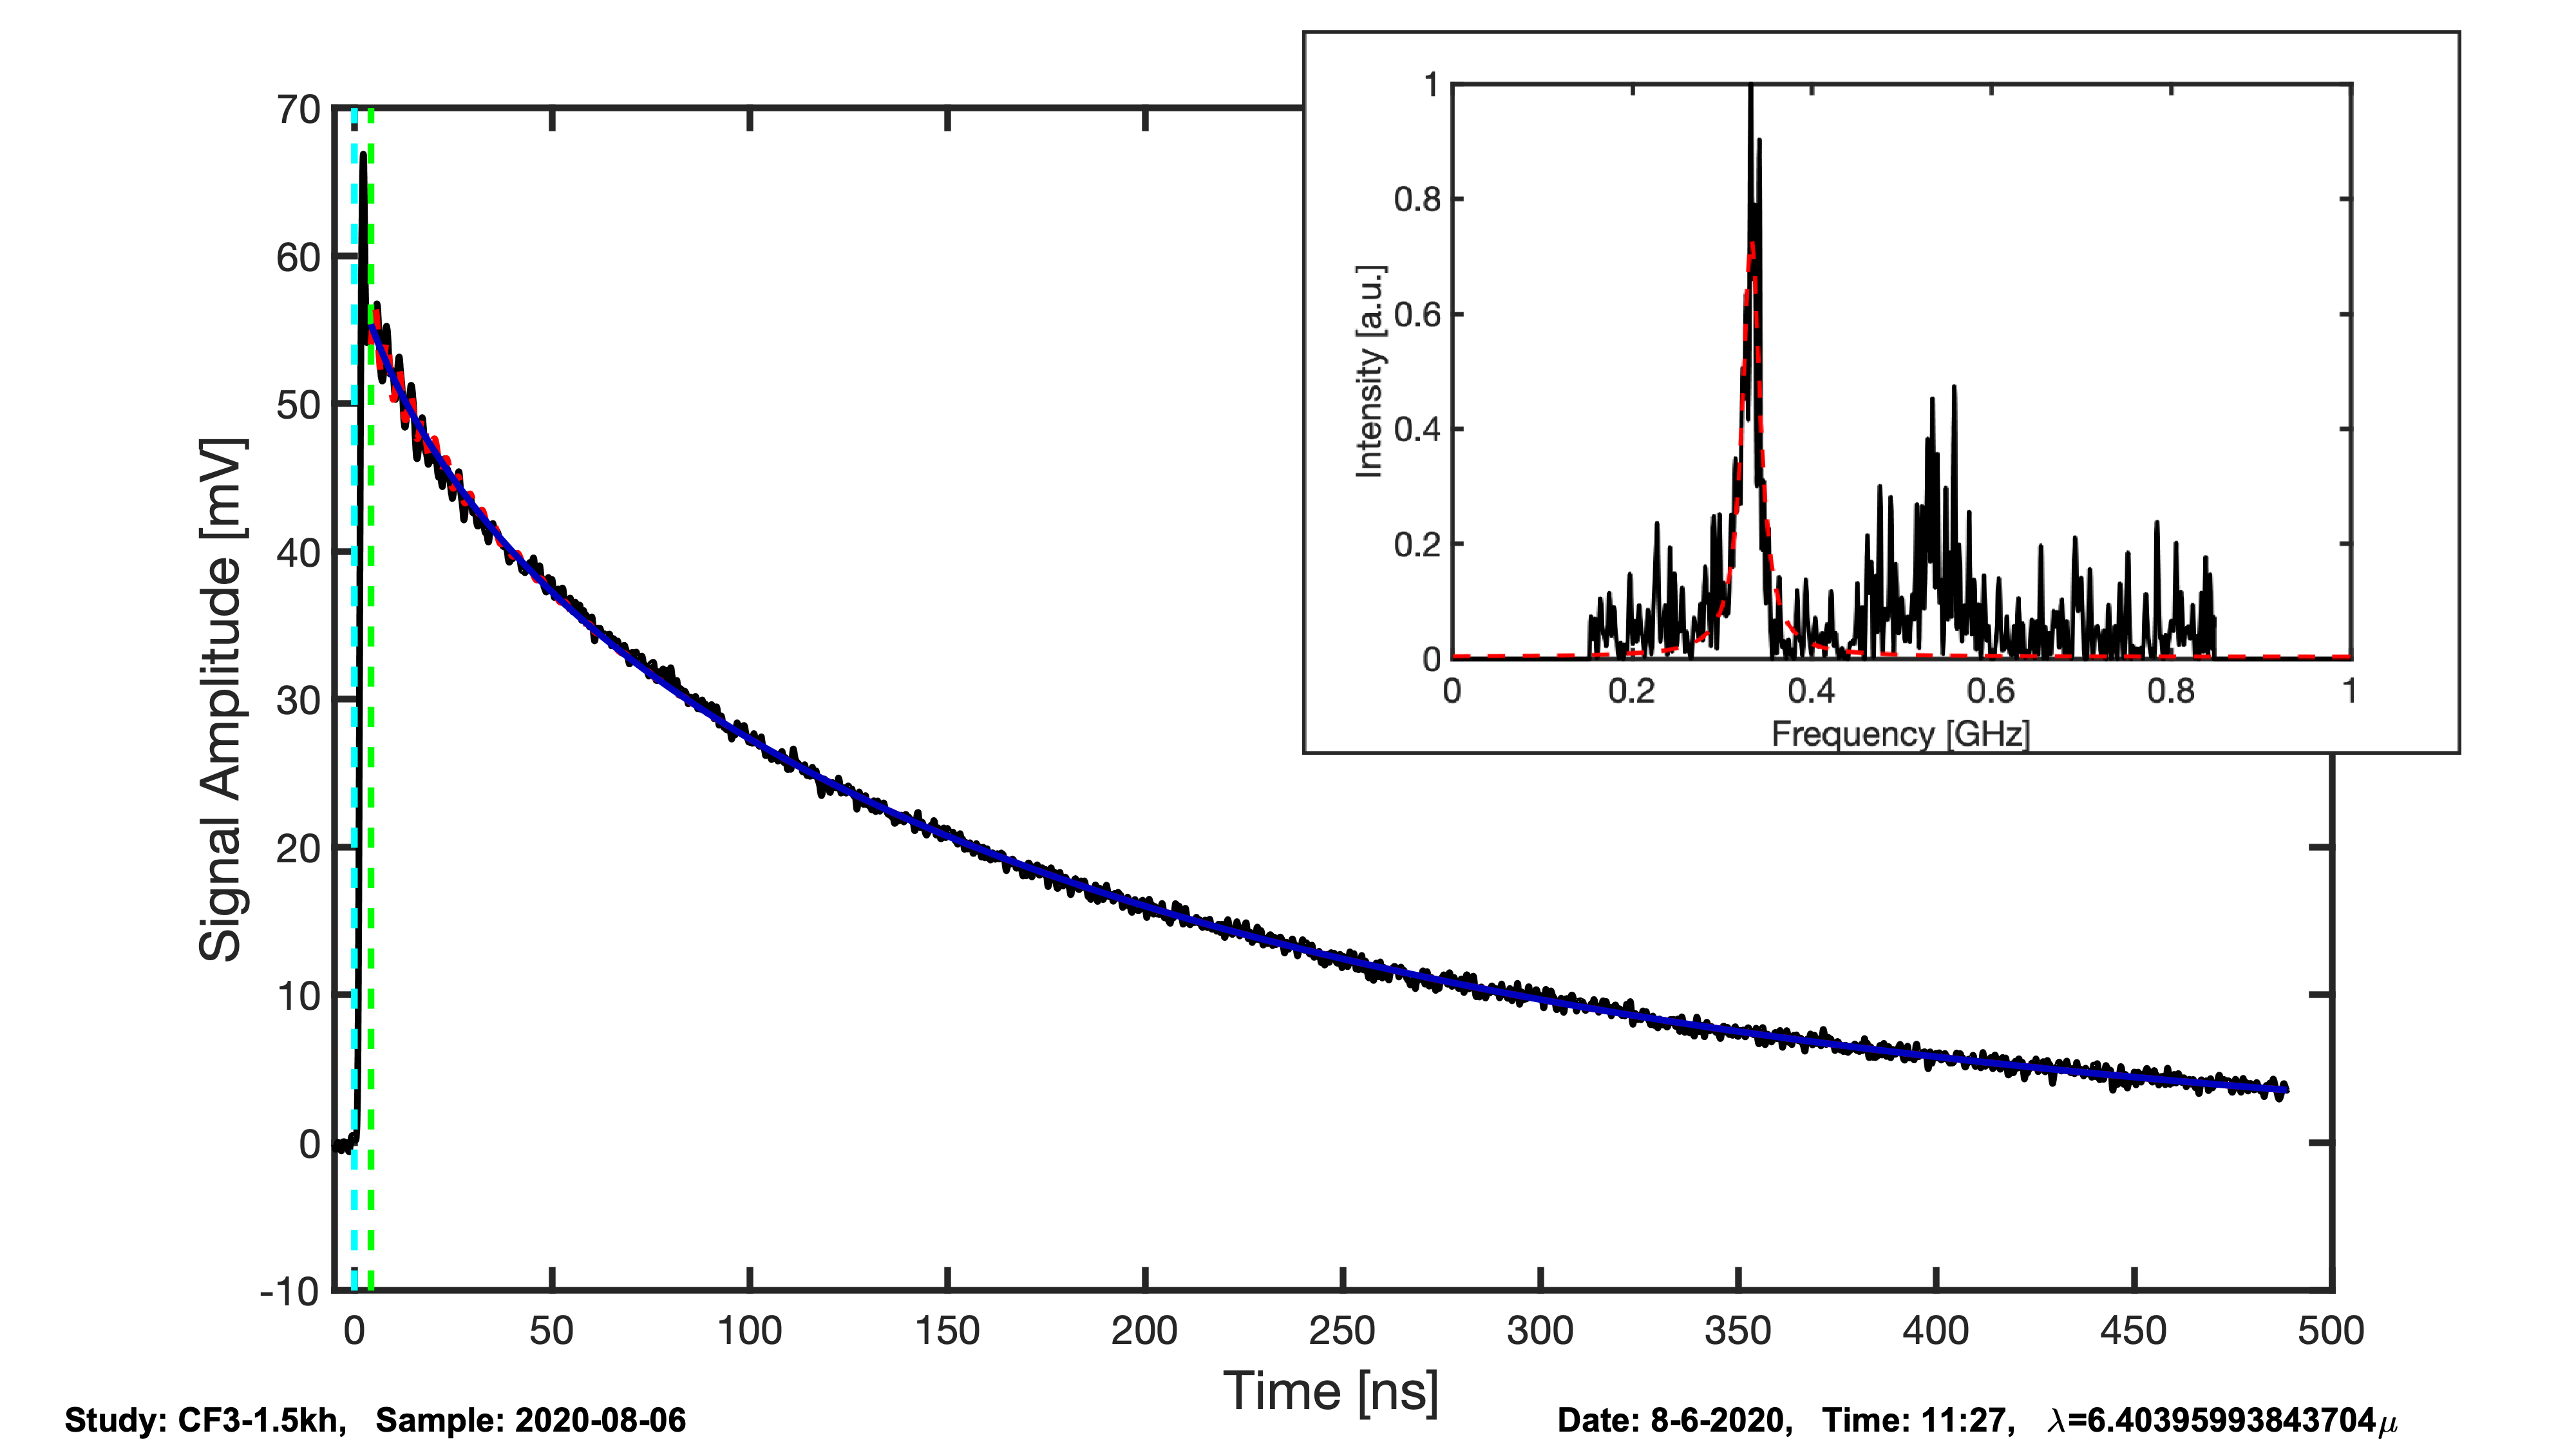 70
60
50
40
30
20
10
0
-10
Signal Amplitude [mV]
0 50 100 150 200 250 300 350 400 450 500
Time [ns]
1
0.8
0.6
0.4
0.2
0
Intensity [a.u.]
0 0.2 0.4 0.6 0.8 1
Frequency [GHz]
Study: CF3-1.5kh, Sample: 2020-08-06
Date: 8-6-2020, Time: 11:27, λ=6.40395993843704μ